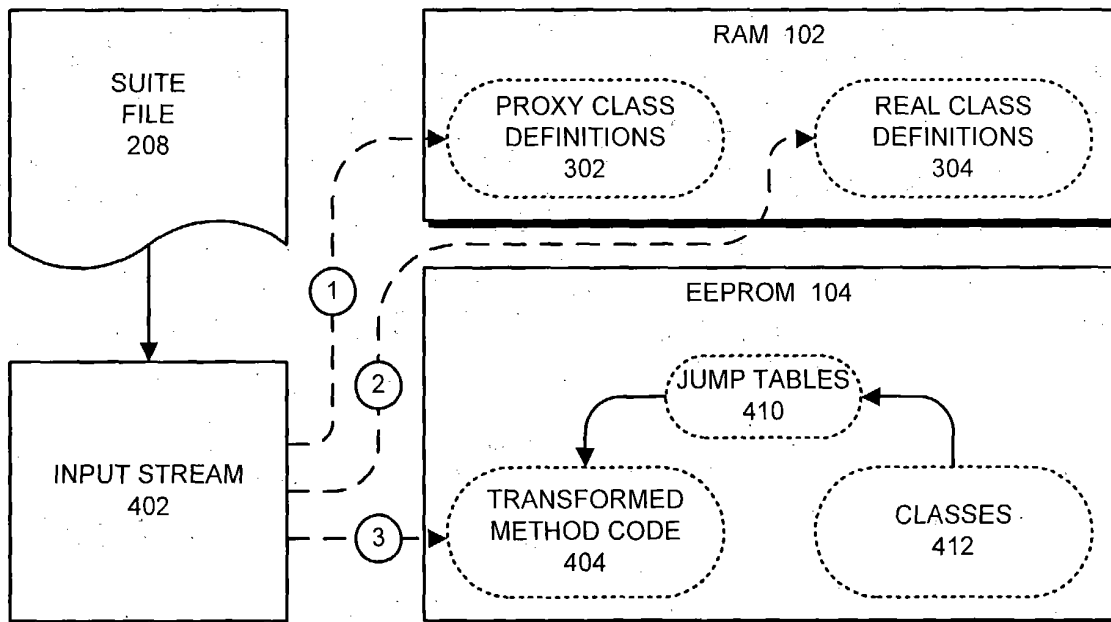 SUITE
FILE
208
RAM 102
PROXY CLASS
DEFINITIONS
302
REAL CLASS
DEFINITIONS
304
1
2
3
INPUT STREAM
402
EEPROM 104
JUMP TABLES
410
TRANSFORMED
METHOD CODE
404
CLASSES
412